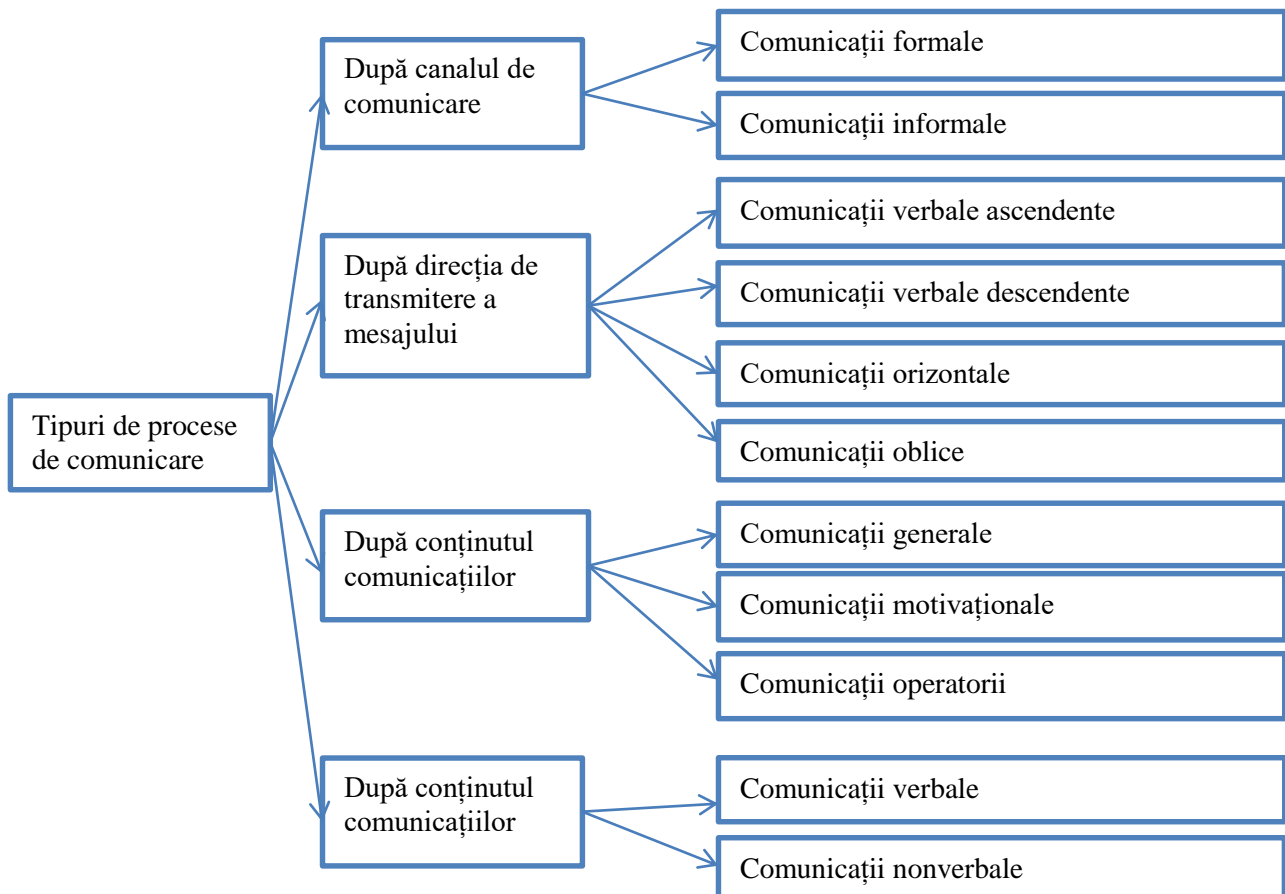 Tipuri de procese
de comunicare
După canalul de
comunicare
Comunicații formale
Comunicații informale
După direcția de
transmitere a
mesajului
Comunicații verbale ascendente
Comunicații verbale descendente
Comunicații orizontale
Comunicații oblice
După conținutul
comunicațiilor
Comunicații generale
Comunicații motivaționale
Comunicații operatorii
După conținutul
comunicațiilor
Comunicații verbale
Comunicații nonverbale